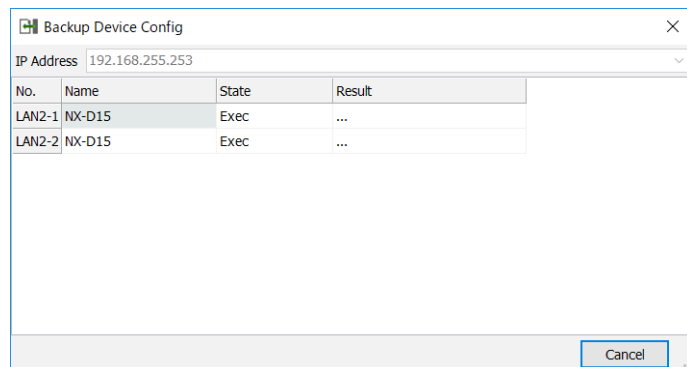 Backup Device Config
IP Address 192.168.255.253
No. Name State Result
LAN2-1 NX-D15 Exec ...
LAN2-2 NX-D15 Exec ...
Cancel